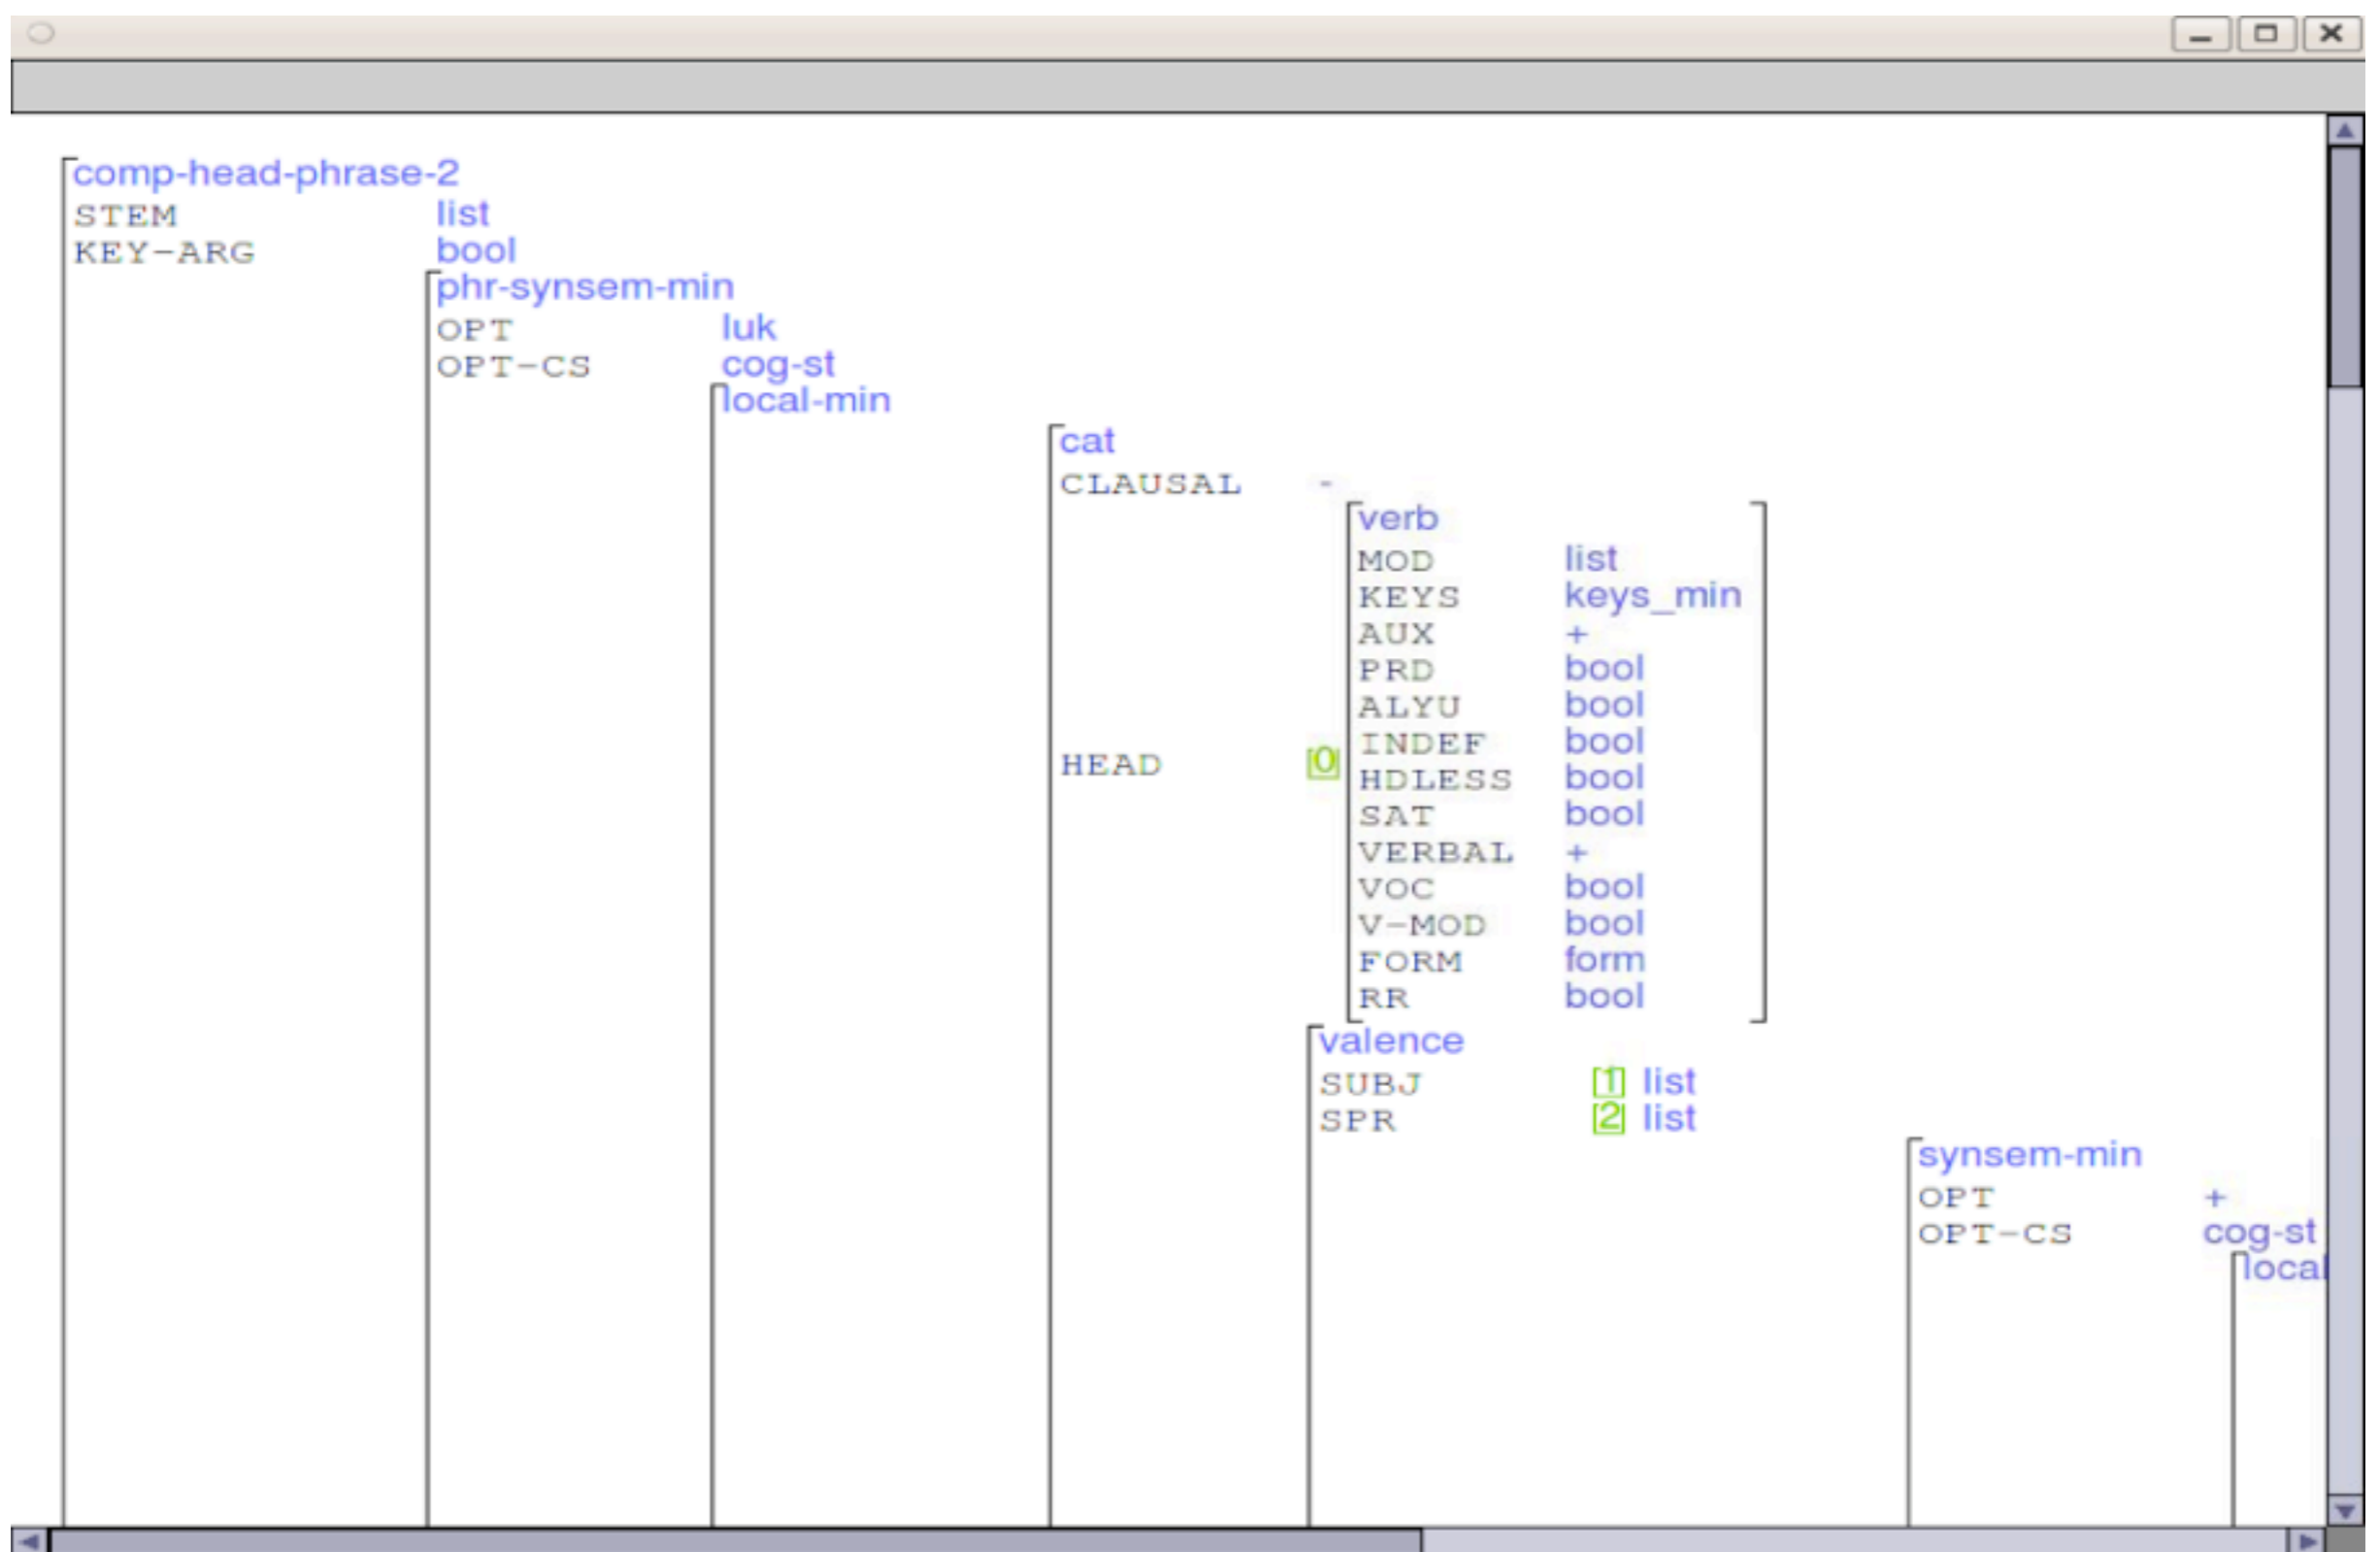 comp-head-phrase-2
STEM list
KEY-ARG bool
phr-synsem-min
OPT luk
OPT-CS cog-st
local-min
cat
CLAUSAL -
verb
MOD list
KEYS keys_min
AUX +
PRD bool
ALYU bool
INDEF bool
HEAD [0]
HDLESS bool
SAT bool
VERBAL +
VOC bool
V-MOD bool
FORM form
RR bool
valence
SUBJ [1] list
SPR [2] list
synsem-min
OPT +
OPT-CS cog-st
local